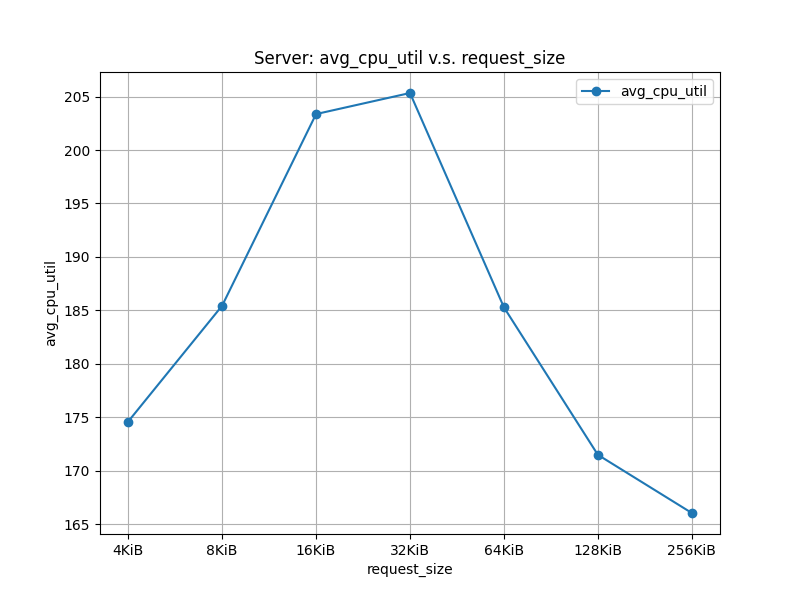 Server: avg_cpu_util v.s. request_size
avg_cpu_util
205
200
195
190
185
180
175
170
165
avg_cpu_util
4KiB 8KiB 16KiB 32KiB 64KiB 128KiB 256KiB
request_size